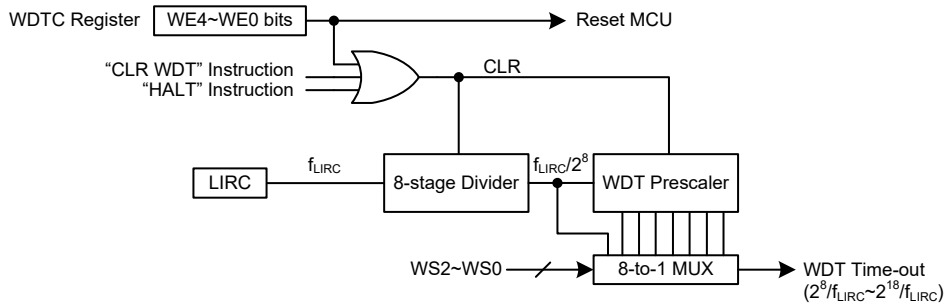 WDTC Register WE4~WE0 bits Reset MCU
“CLR WDT” Instruction
“HALT” Instruction
CLR
LIRC
fLIRC
8-stage Divider
fLIRC/2⁸
WDT Prescaler
WS2~WS0
8-to-1 MUX
WDT Time-out
(2⁸/fLIRC~2¹⁸/fLIRC)